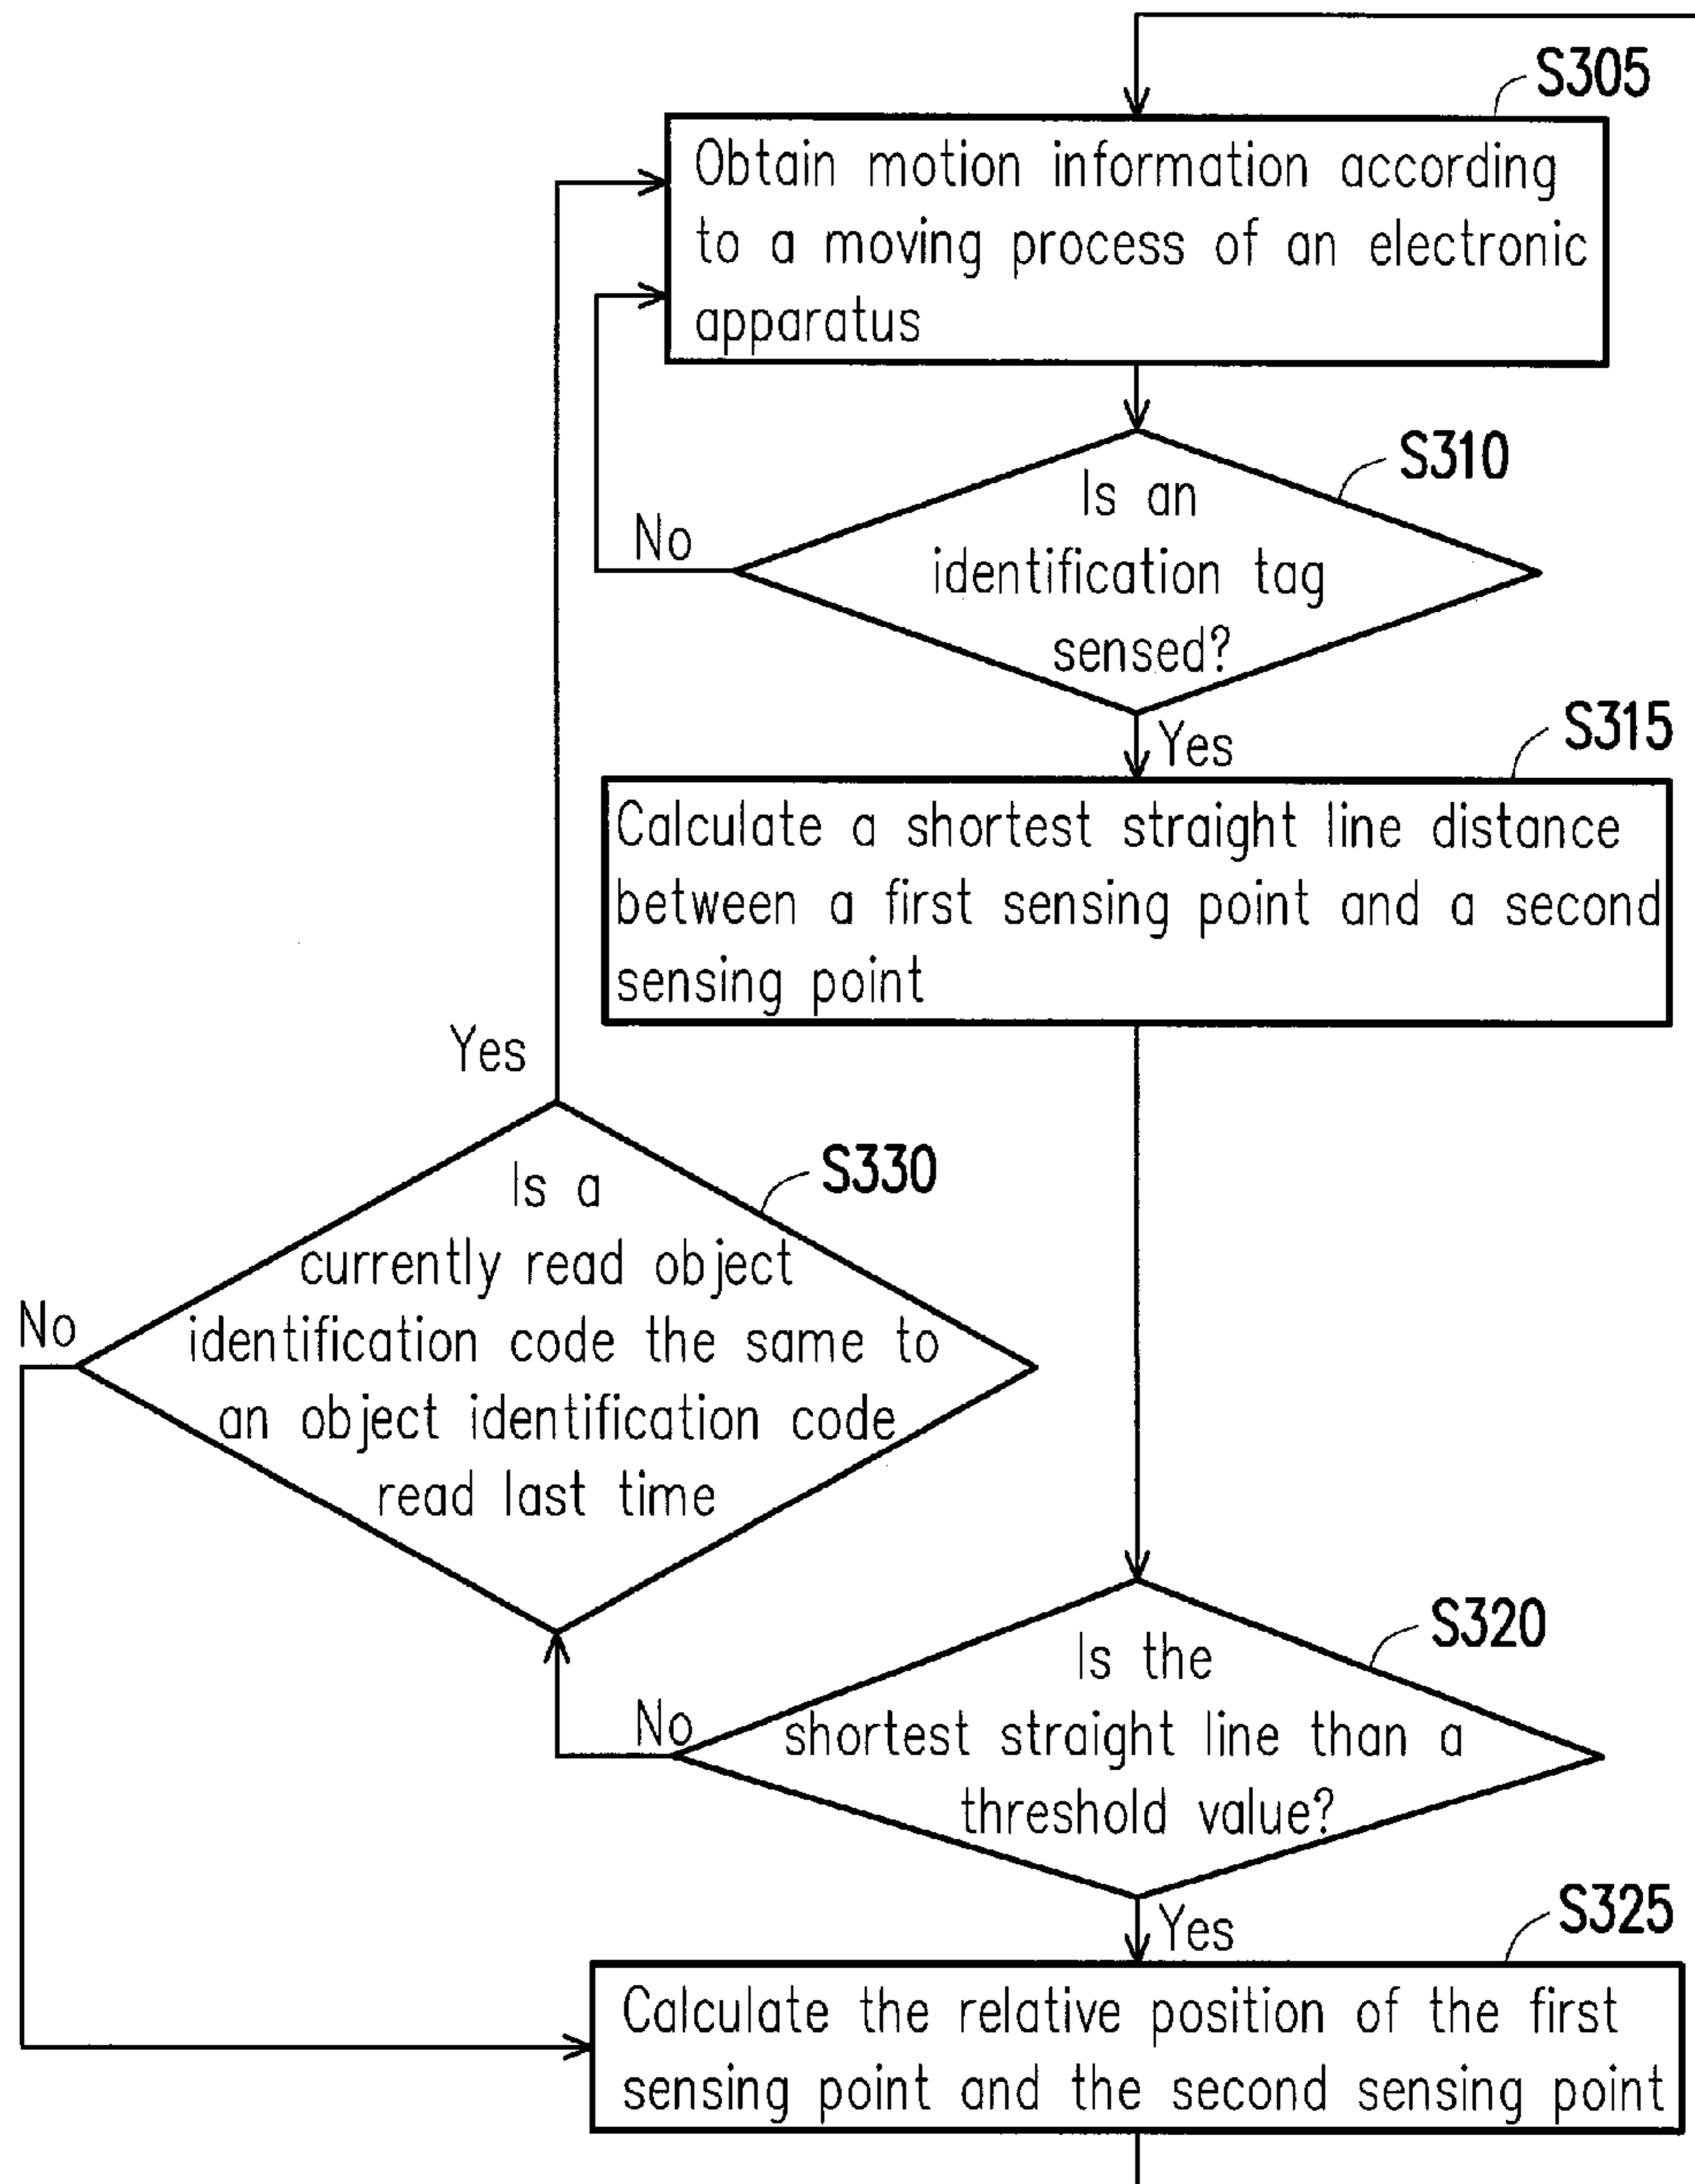 S305
Obtain motion information according
to a moving process of an electronic
apparatus
S310
Is an
identification tag
sensed?
No
Yes
S315
Calculate a shortest straight line distance
between a first sensing point and a second
sensing point
Yes
S330
Is a
currently read object
identification code the same to
an object identification code
read last time
No
S320
Is the
shortest straight line than a
threshold value?
No
Yes
S325
Calculate the relative position of the first
sensing point and the second sensing point